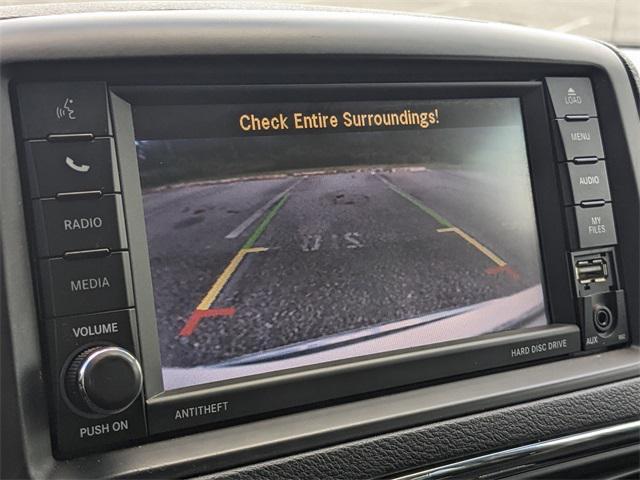 Check Entire Surroundings!
RADIO
MEDIA
VOLUME
PUSH ON
ANTITHEFT
LOAD
MENU
AUDIO
MY
FILES
AUX
HARD DISC DRIVE